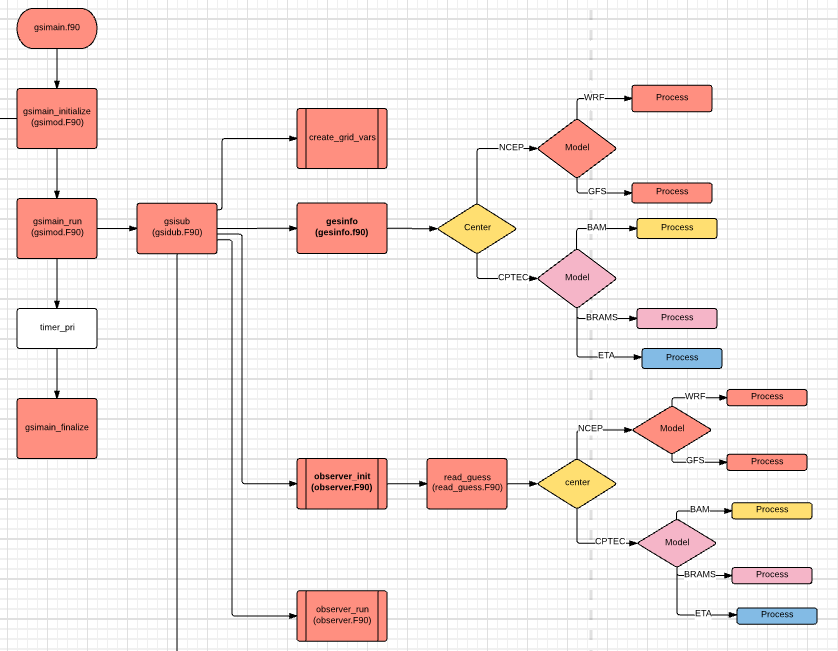 gsimain.f90
gsimain_initialize
(gsimod.F90)
gsimain_run
(gsimod.F90)
timer_pri
gsimain_finalize
gsisub
(gsidub.F90)
create_grid_vars
gesinfo
(gesinfo.f90)
Center
NCEP
Model
WRF
Process
GFS
Process
CPTEC
Model
BAM
Process
BRAMS
Process
ETA
Process
observer_init
(observer.F90)
read_guess
(read_guess.F90)
center
NCEP
Model
WRF
Process
GFS
Process
CPTEC
Model
BAM
Process
BRAMS
Process
ETA
Process
observer_run
(observer.F90)